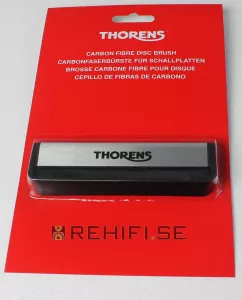 THORENS
CARBON FIBRE DISC BRUSH
CARBONFASERBÜRSTE FÜR SCHALLPLATTEN
BROSSE CARBONE FIBRE POUR DISQUE
CEPILLO DE FIBRAS DE CARBONO
THORENS
REHIFI.SE